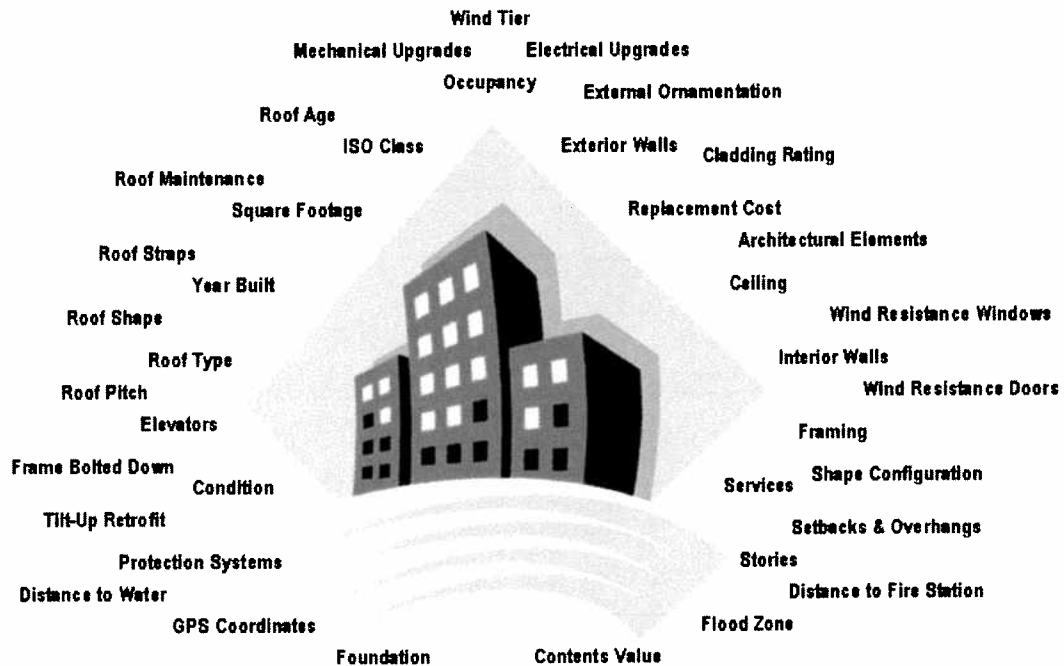 Wind Tier
Mechanical Upgrades
Electrical Upgrades
Occupancy
External Ornamentation
Roof Age
ISO Class
Exterior Walls
Cladding Rating
Roof Maintenance
Square Footage
Replacement Cost
Architectural Elements
Roof Straps
Year Built
Ceiling
Roof Shape
Wind Resistance Windows
Roof Type
Interior Walls
Roof Pitch
Wind Resistance Doors
Elevators
Framing
Frame Bolted Down
Condition
Services
Shape Configuration
Tilt-Up Retrofit
Setbacks & Overhangs
Protection Systems
Stories
Distance to Water
Distance to Fire Station
GPS Coordinates
Flood Zone
Foundation
Contents Value